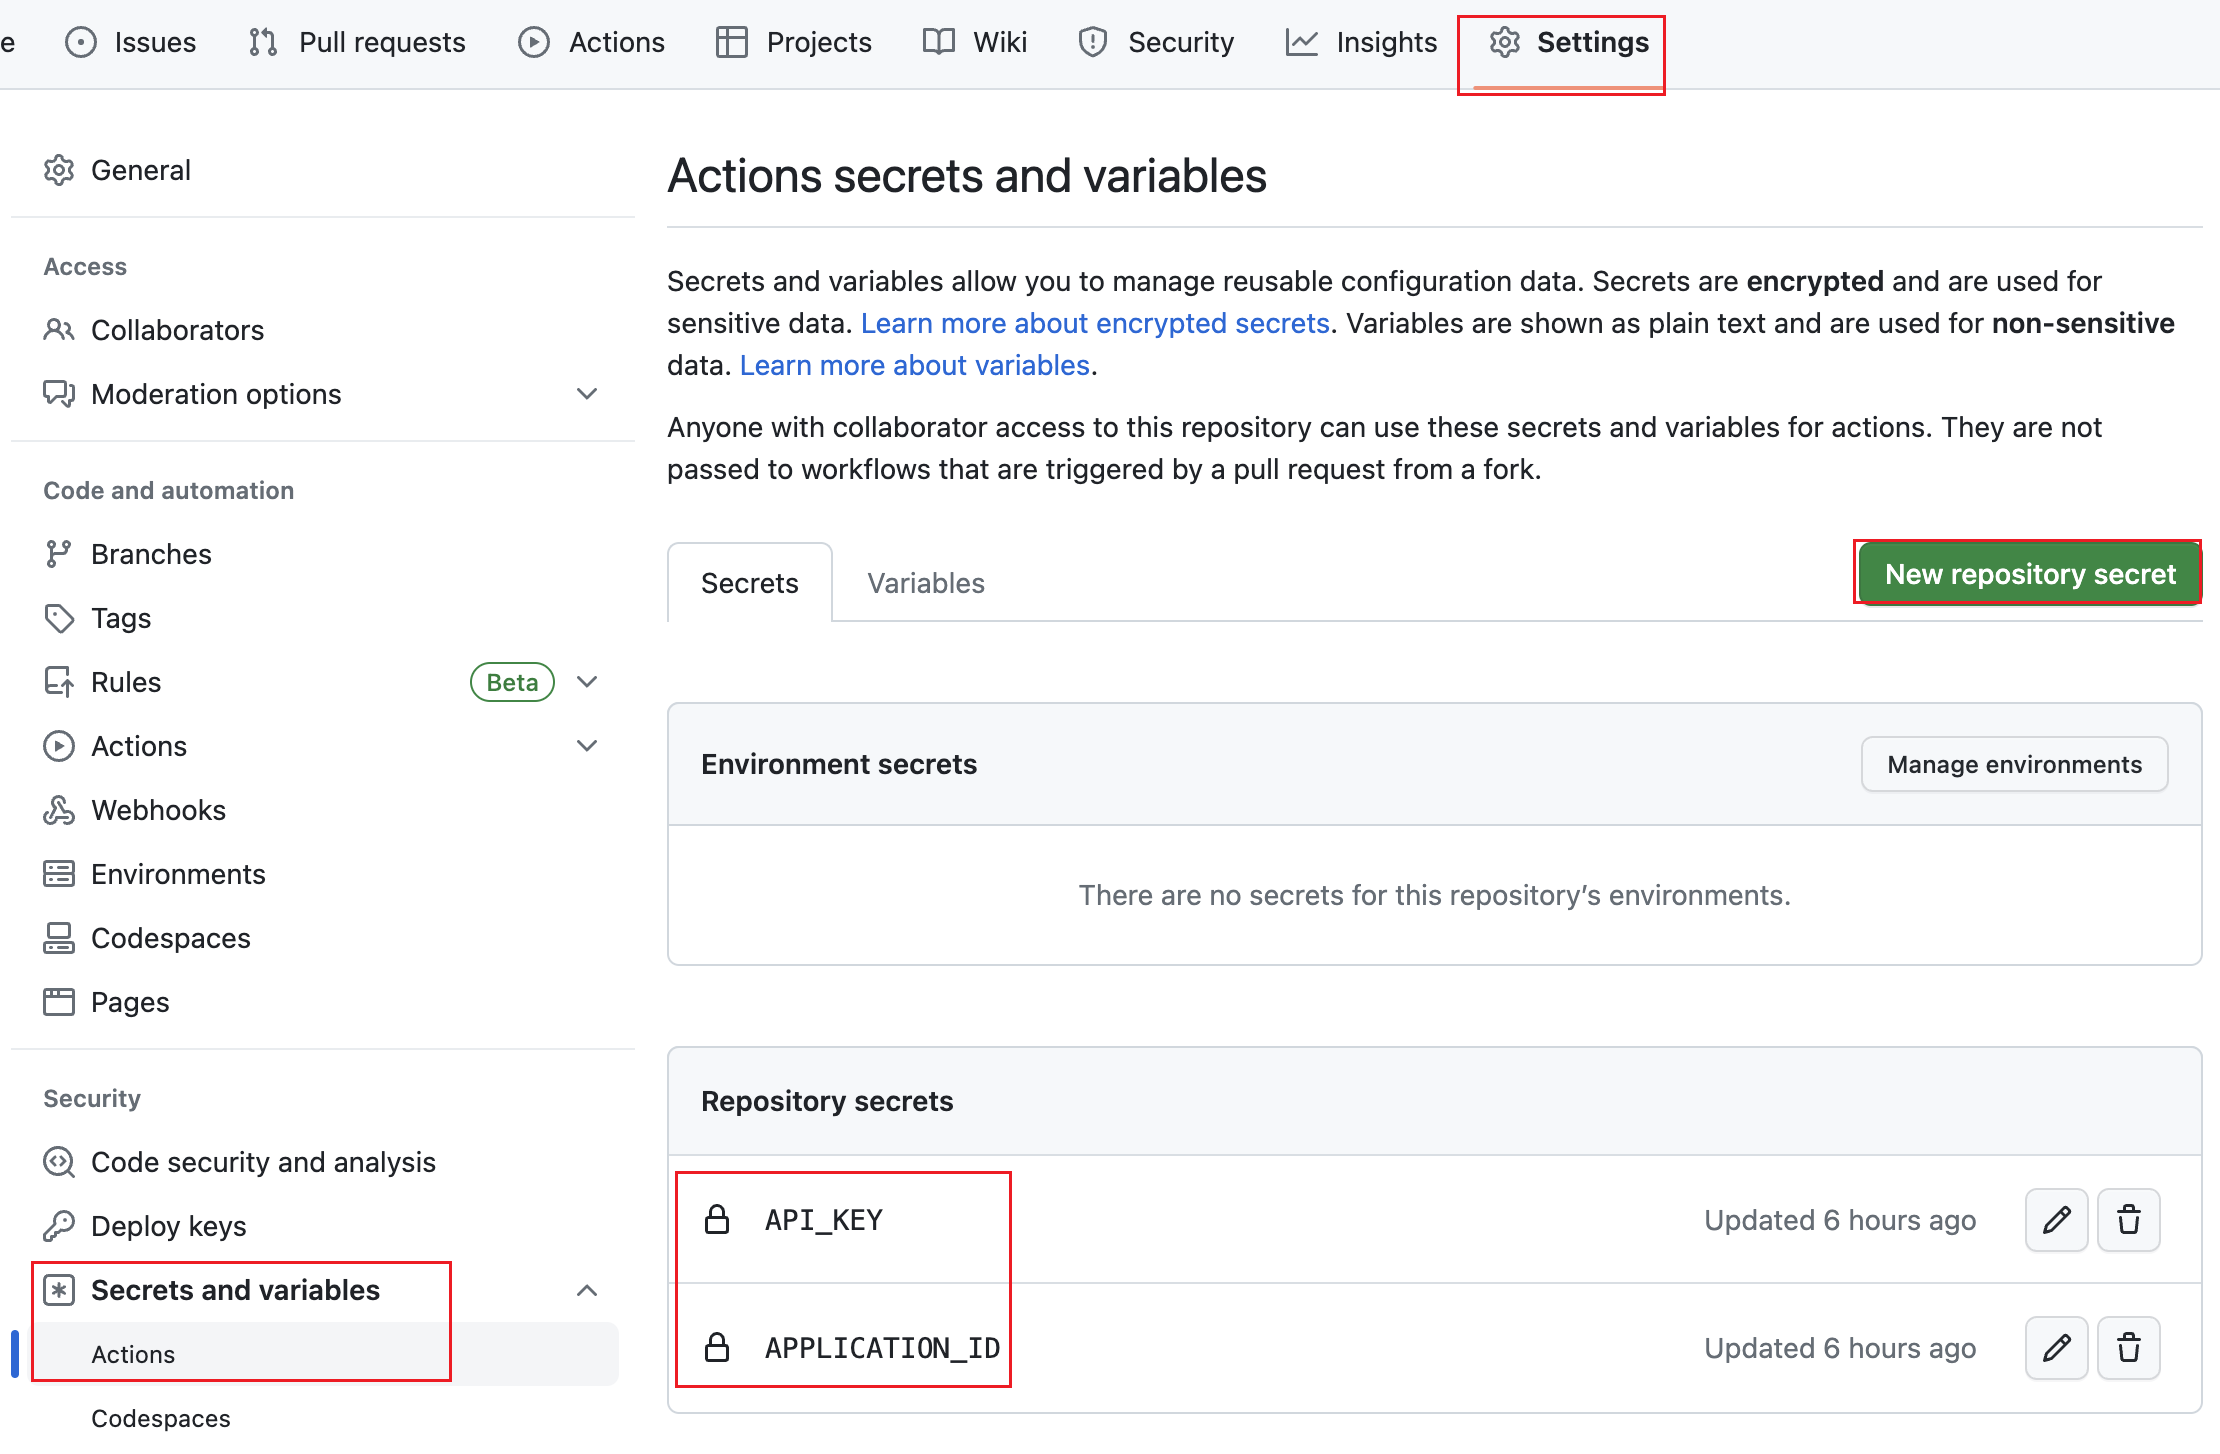 e Issues Pull requests Actions Projects Wiki Security Insights Settings
General
Access
Collaborators
Moderation options
Code and automation
Branches
Tags
Rules Beta
Actions
Webhooks
Environments
Codespaces
Pages
Security
Code security and analysis
Deploy keys
Secrets and variables
Actions
Codespaces
Actions secrets and variables
Secrets and variables allow you to manage reusable configuration data. Secrets are encrypted and are used for
sensitive data. Learn more about encrypted secrets. Variables are shown as plain text and are used for non-sensitive
data. Learn more about variables.
Anyone with collaborator access to this repository can use these secrets and variables for actions. They are not
passed to workflows that are triggered by a pull request from a fork.
Secrets Variables New repository secret
Environment secrets Manage environments
There are no secrets for this repository’s environments.
Repository secrets
API_KEY Updated 6 hours ago
APPLICATION_ID Updated 6 hours ago